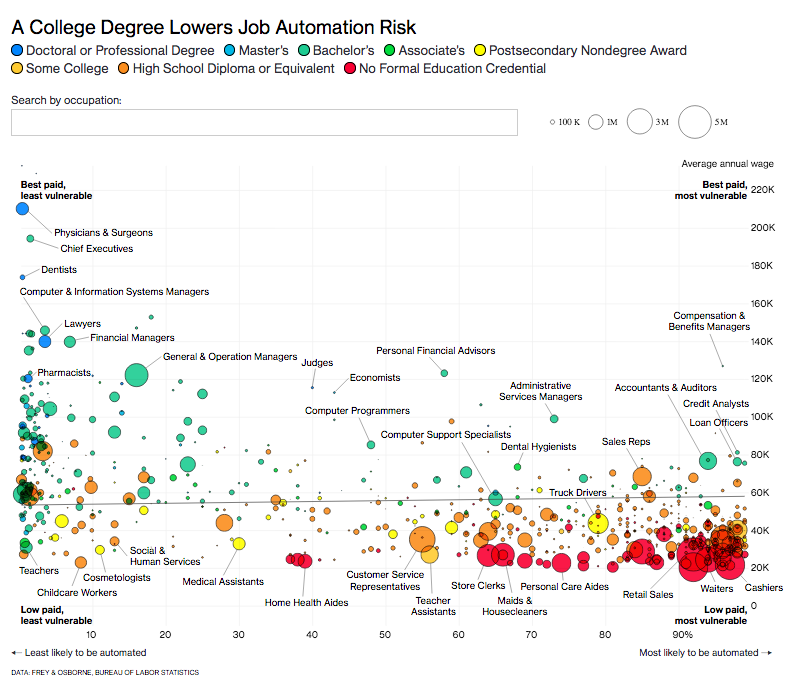 A College Degree Lowers Job Automation Risk
Doctoral or Professional Degree Master's Bachelor's Associate's Postsecondary Nondegree Award
Some College High School Diploma or Equivalent No Formal Education Credential
Search by occupation:
100 K 1M 3M 5M
Average annual wage
Best paid,
least vulnerable
Best paid,
most vulnerable
220K
200K
180K
160K
140K
120K
100K
80K
60K
40K
20K
0
Physicians & Surgeons
Chief Executives
Dentists
Computer & Information Systems Managers
Lawyers
Financial Managers
General & Operation Managers
Pharmacists,
Judges
Economists
Personal Financial Advisors
Compensation &
Benefits Managers
Administrative
Services Managers
Accountants & Auditors
Credit Analysts
Loan Officers
Computer Programmers
Computer Support Specialists
Dental Hygienists
Sales Reps
Truck Drivers
Teachers
Social &
Human Services
Cosmetologists
Childcare Workers
Medical Assistants
Home Health Aides
Customer Service
Representatives
Teacher
Assistants
Store Clerks
Maids &
Housecleaners
Personal Care Aides
Retail Sales
Waiters
Cashiers
Low paid,
least vulnerable
Low paid,
most vulnerable
10 20 30 40 50 60 70 80 90%
Least likely to be automated
Most likely to be automated
DATA: FREY & OSBORNE, BUREAU OF LABOR STATISTICS